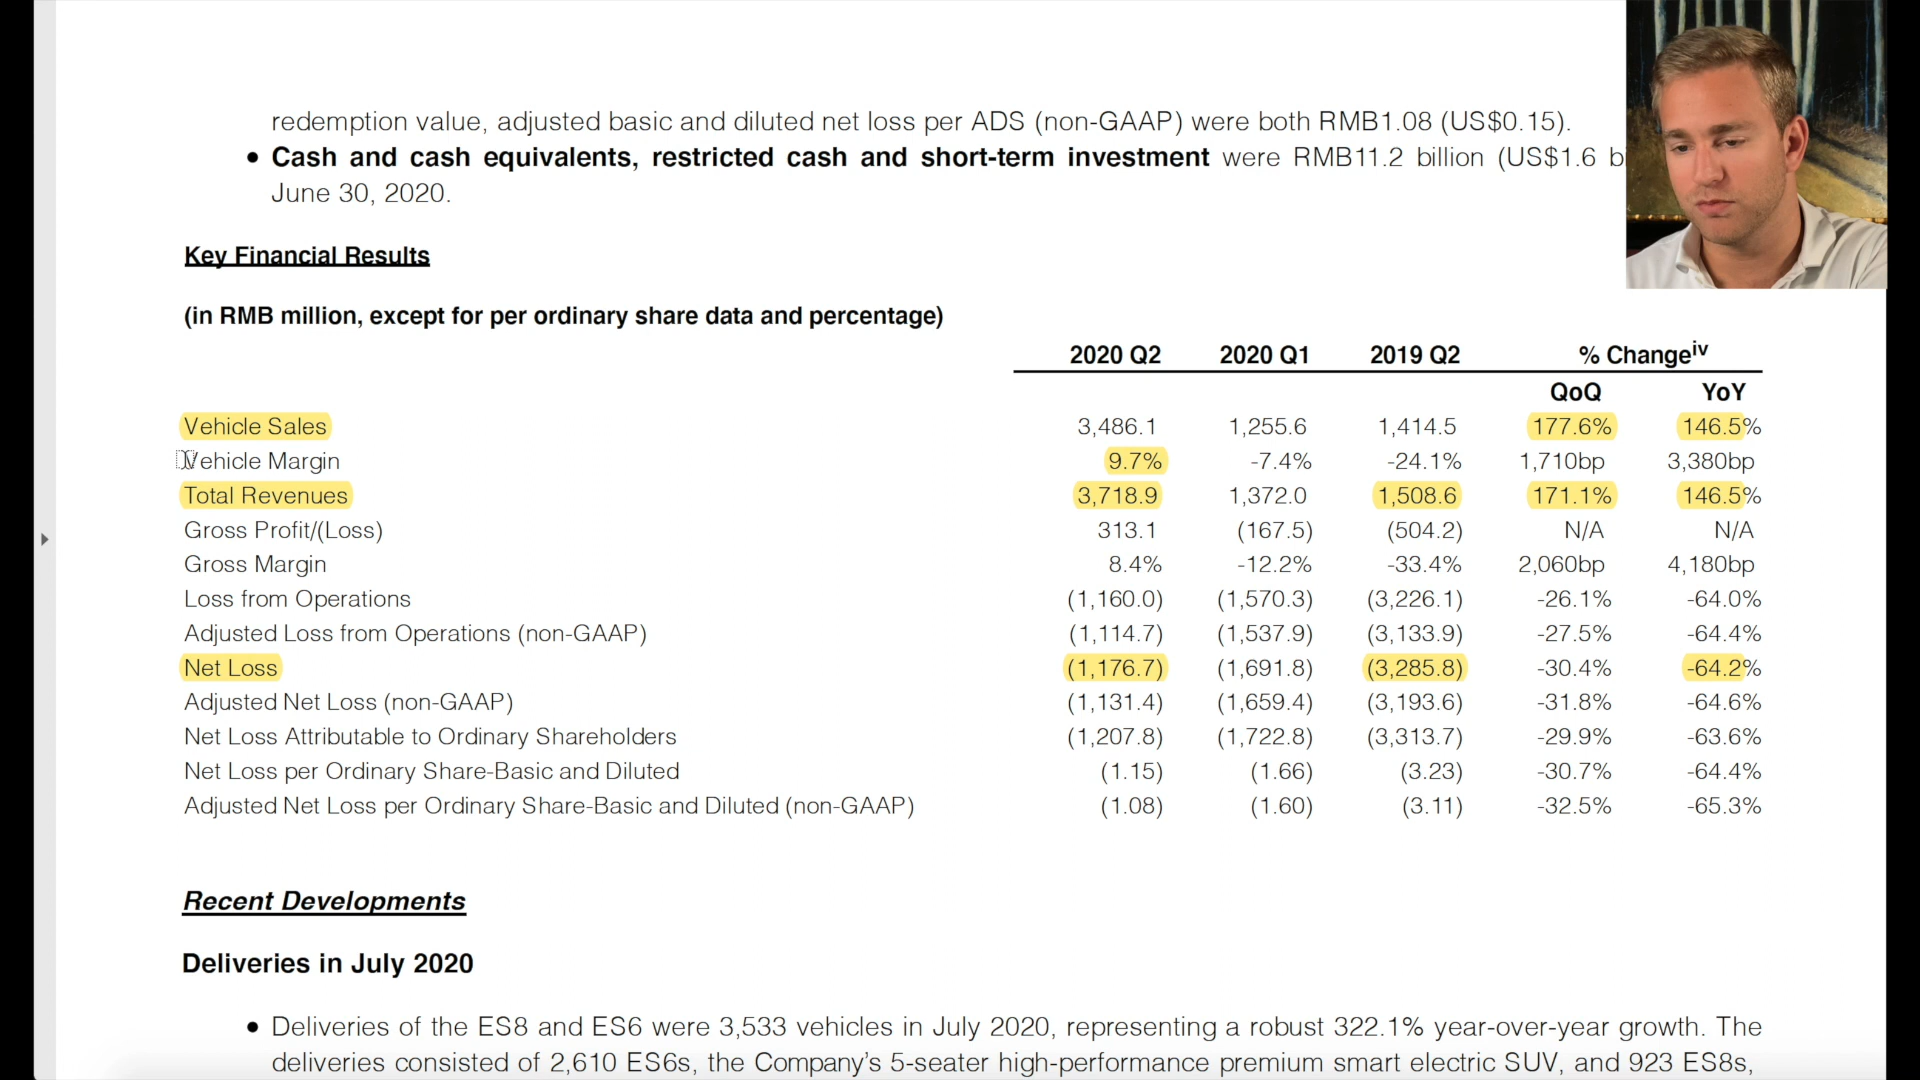 redemption value, adjusted basic and diluted net loss per ADS (non-GAAP) were both RMB1.08 (US$0.15).
• Cash and cash equivalents, restricted cash and short-term investment were RMB11.2 billion (US$1.6
June 30, 2020.
Key Financial Results
(in RMB million, except for per ordinary share data and percentage)
2020 Q2 2020 Q1 2019 Q2 % Changeiv
QoQ YoY
Vehicle Sales 3,486.1 1,255.6 1,414.5 177.6% 146.5%
Vehicle Margin 9.7% -7.4% -24.1% 1,710bp 3,380bp
Total Revenues 3,718.9 1,372.0 1,508.6 171.1% 146.5%
Gross Profit/(Loss) 313.1 (167.5) (504.2) N/A N/A
Gross Margin 8.4% -12.2% -33.4% 2,060bp 4,180bp
Loss from Operations (1,160.0) (1,570.3) (3,226.1) -26.1% -64.0%
Adjusted Loss from Operations (non-GAAP) (1,114.7) (1,537.9) (3,133.9) -27.5% -64.4%
Net Loss (1,176.7) (1,691.8) (3,285.8) -30.4% -64.2%
Adjusted Net Loss (non-GAAP) (1,131.4) (1,659.4) (3,193.6) -31.8% -64.6%
Net Loss Attributable to Ordinary Shareholders (1,207.8) (1,722.8) (3,313.7) -29.9% -63.6%
Net Loss per Ordinary Share-Basic and Diluted (1.15) (1.66) (3.23) -30.7% -64.4%
Adjusted Net Loss per Ordinary Share-Basic and Diluted (non-GAAP) (1.08) (1.60) (3.11) -32.5% -65.3%
Recent Developments
Deliveries in July 2020
• Deliveries of the ES8 and ES6 were 3,533 vehicles in July 2020, representing a robust 322.1% year-over-year growth. The
deliveries consisted of 2,610 ES6s, the Company's 5-seater high-performance premium smart electric SUV, and 923 ES8s,